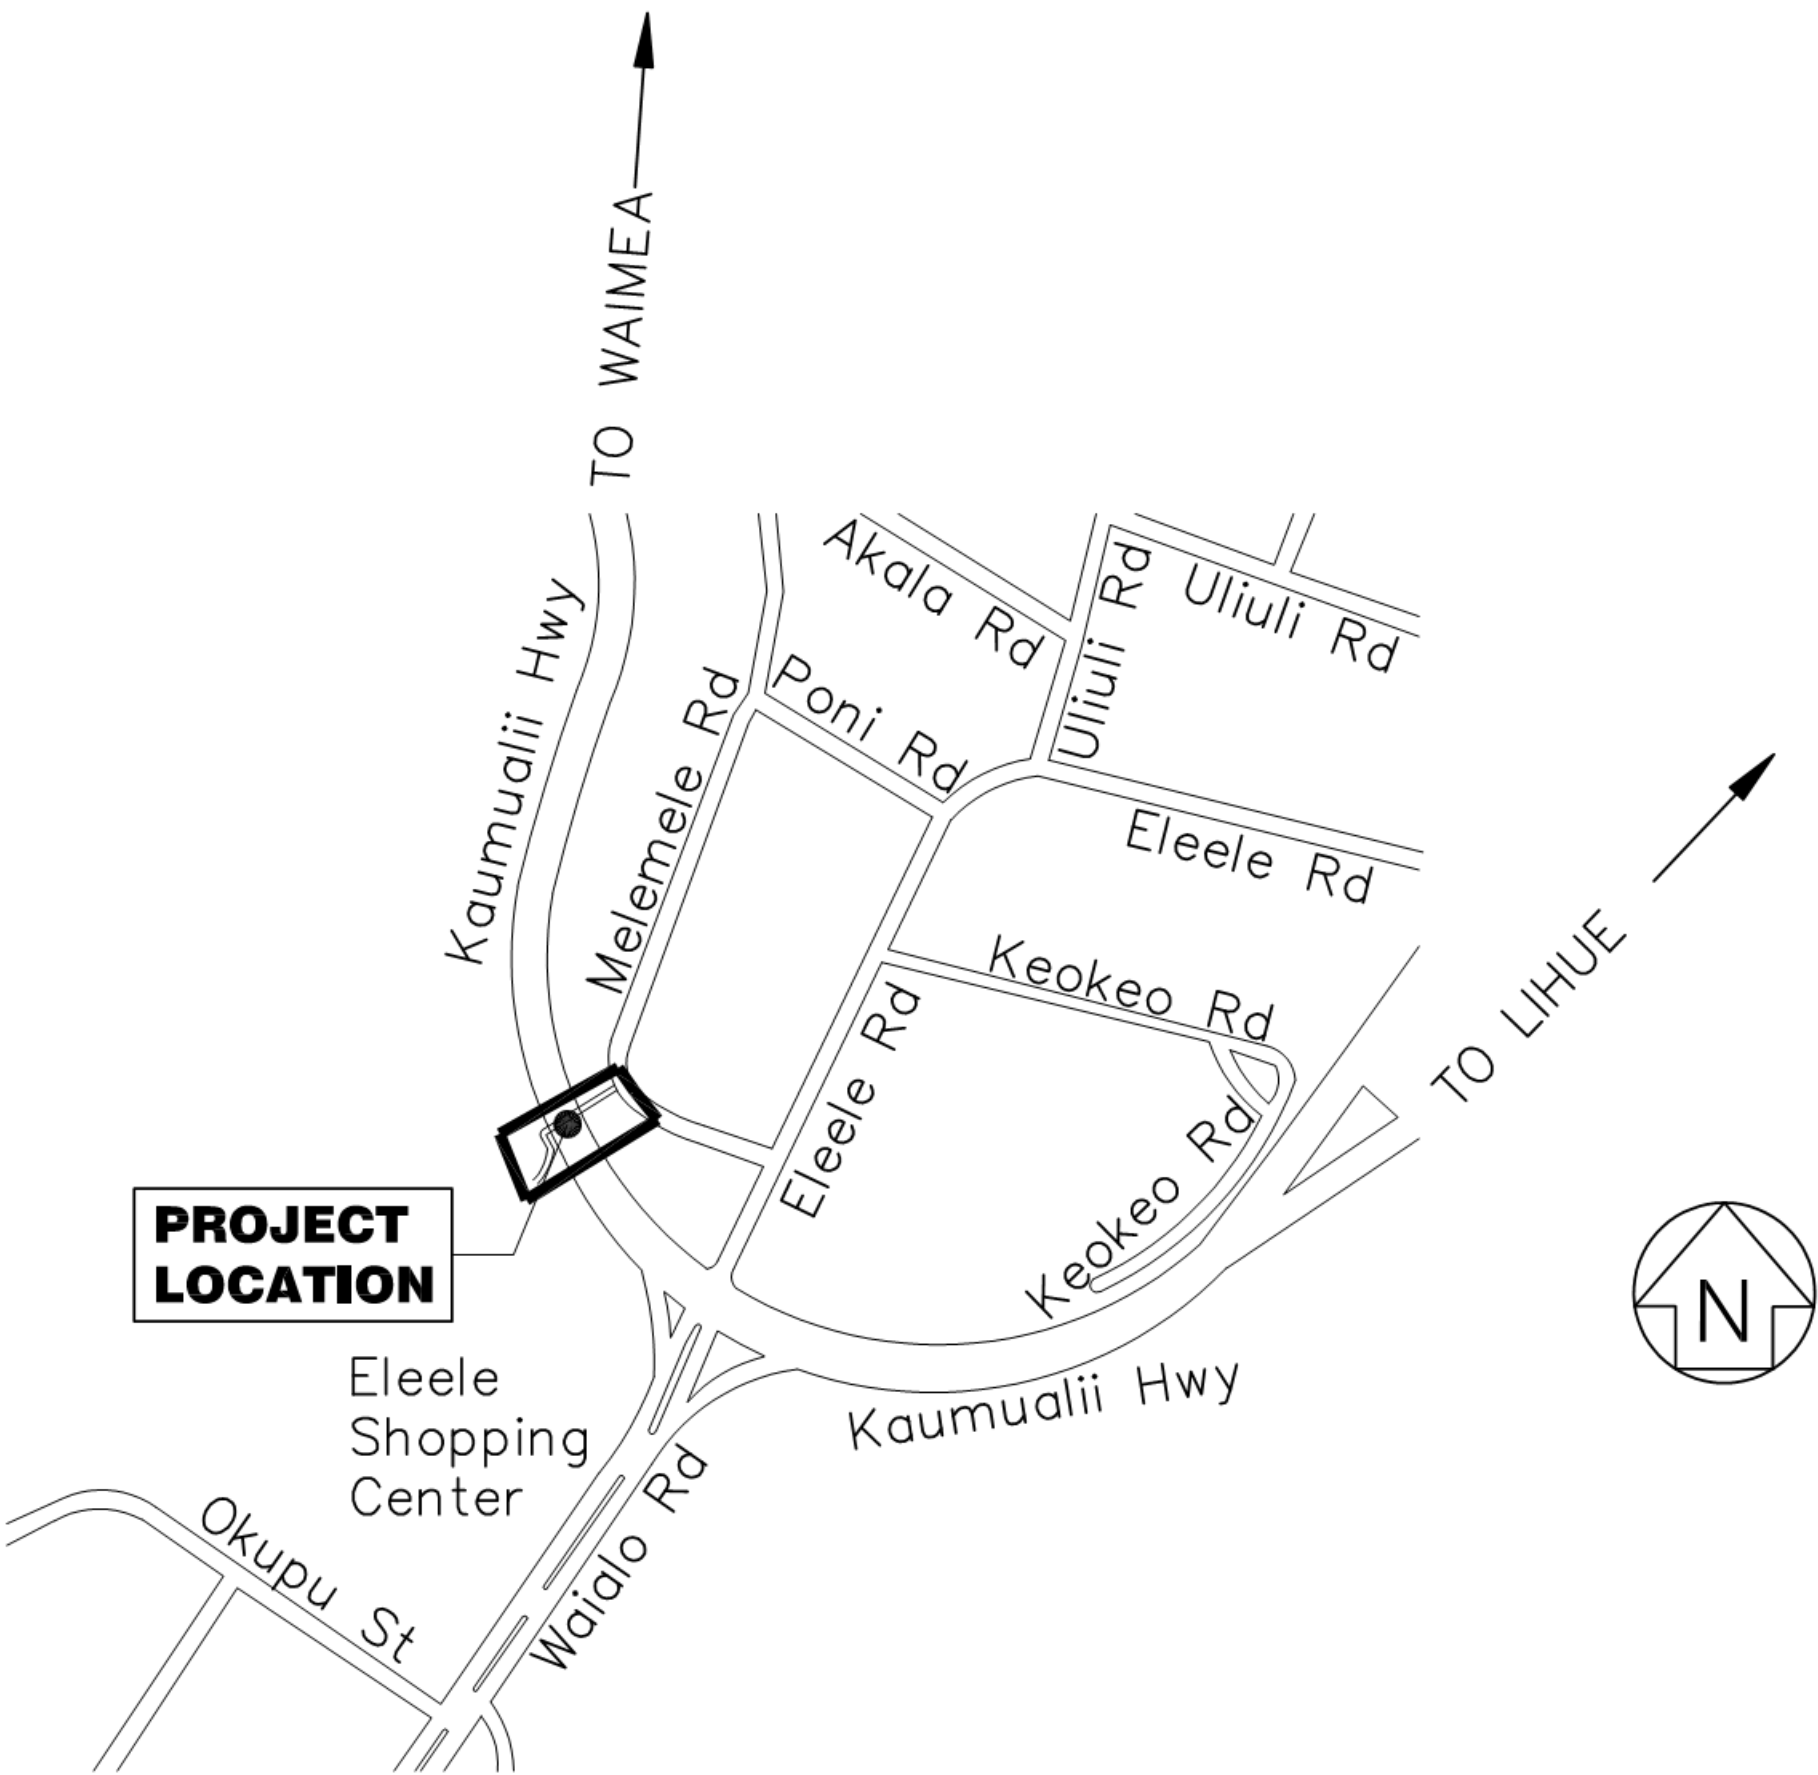 TO WAIMEA
Kaumualii Hwy
Akala Rd
Uliuli Rd
Uliuli Rd
Poni Rd
Melemele Rd
Eleele Rd
Keokeo Rd
TO LIHUE
Eleele Rd
Keokeo Rd
PROJECT
LOCATION
N
Eleele
Shopping
Center
Kaumualii Hwy
Waialo Rd
Okupu St